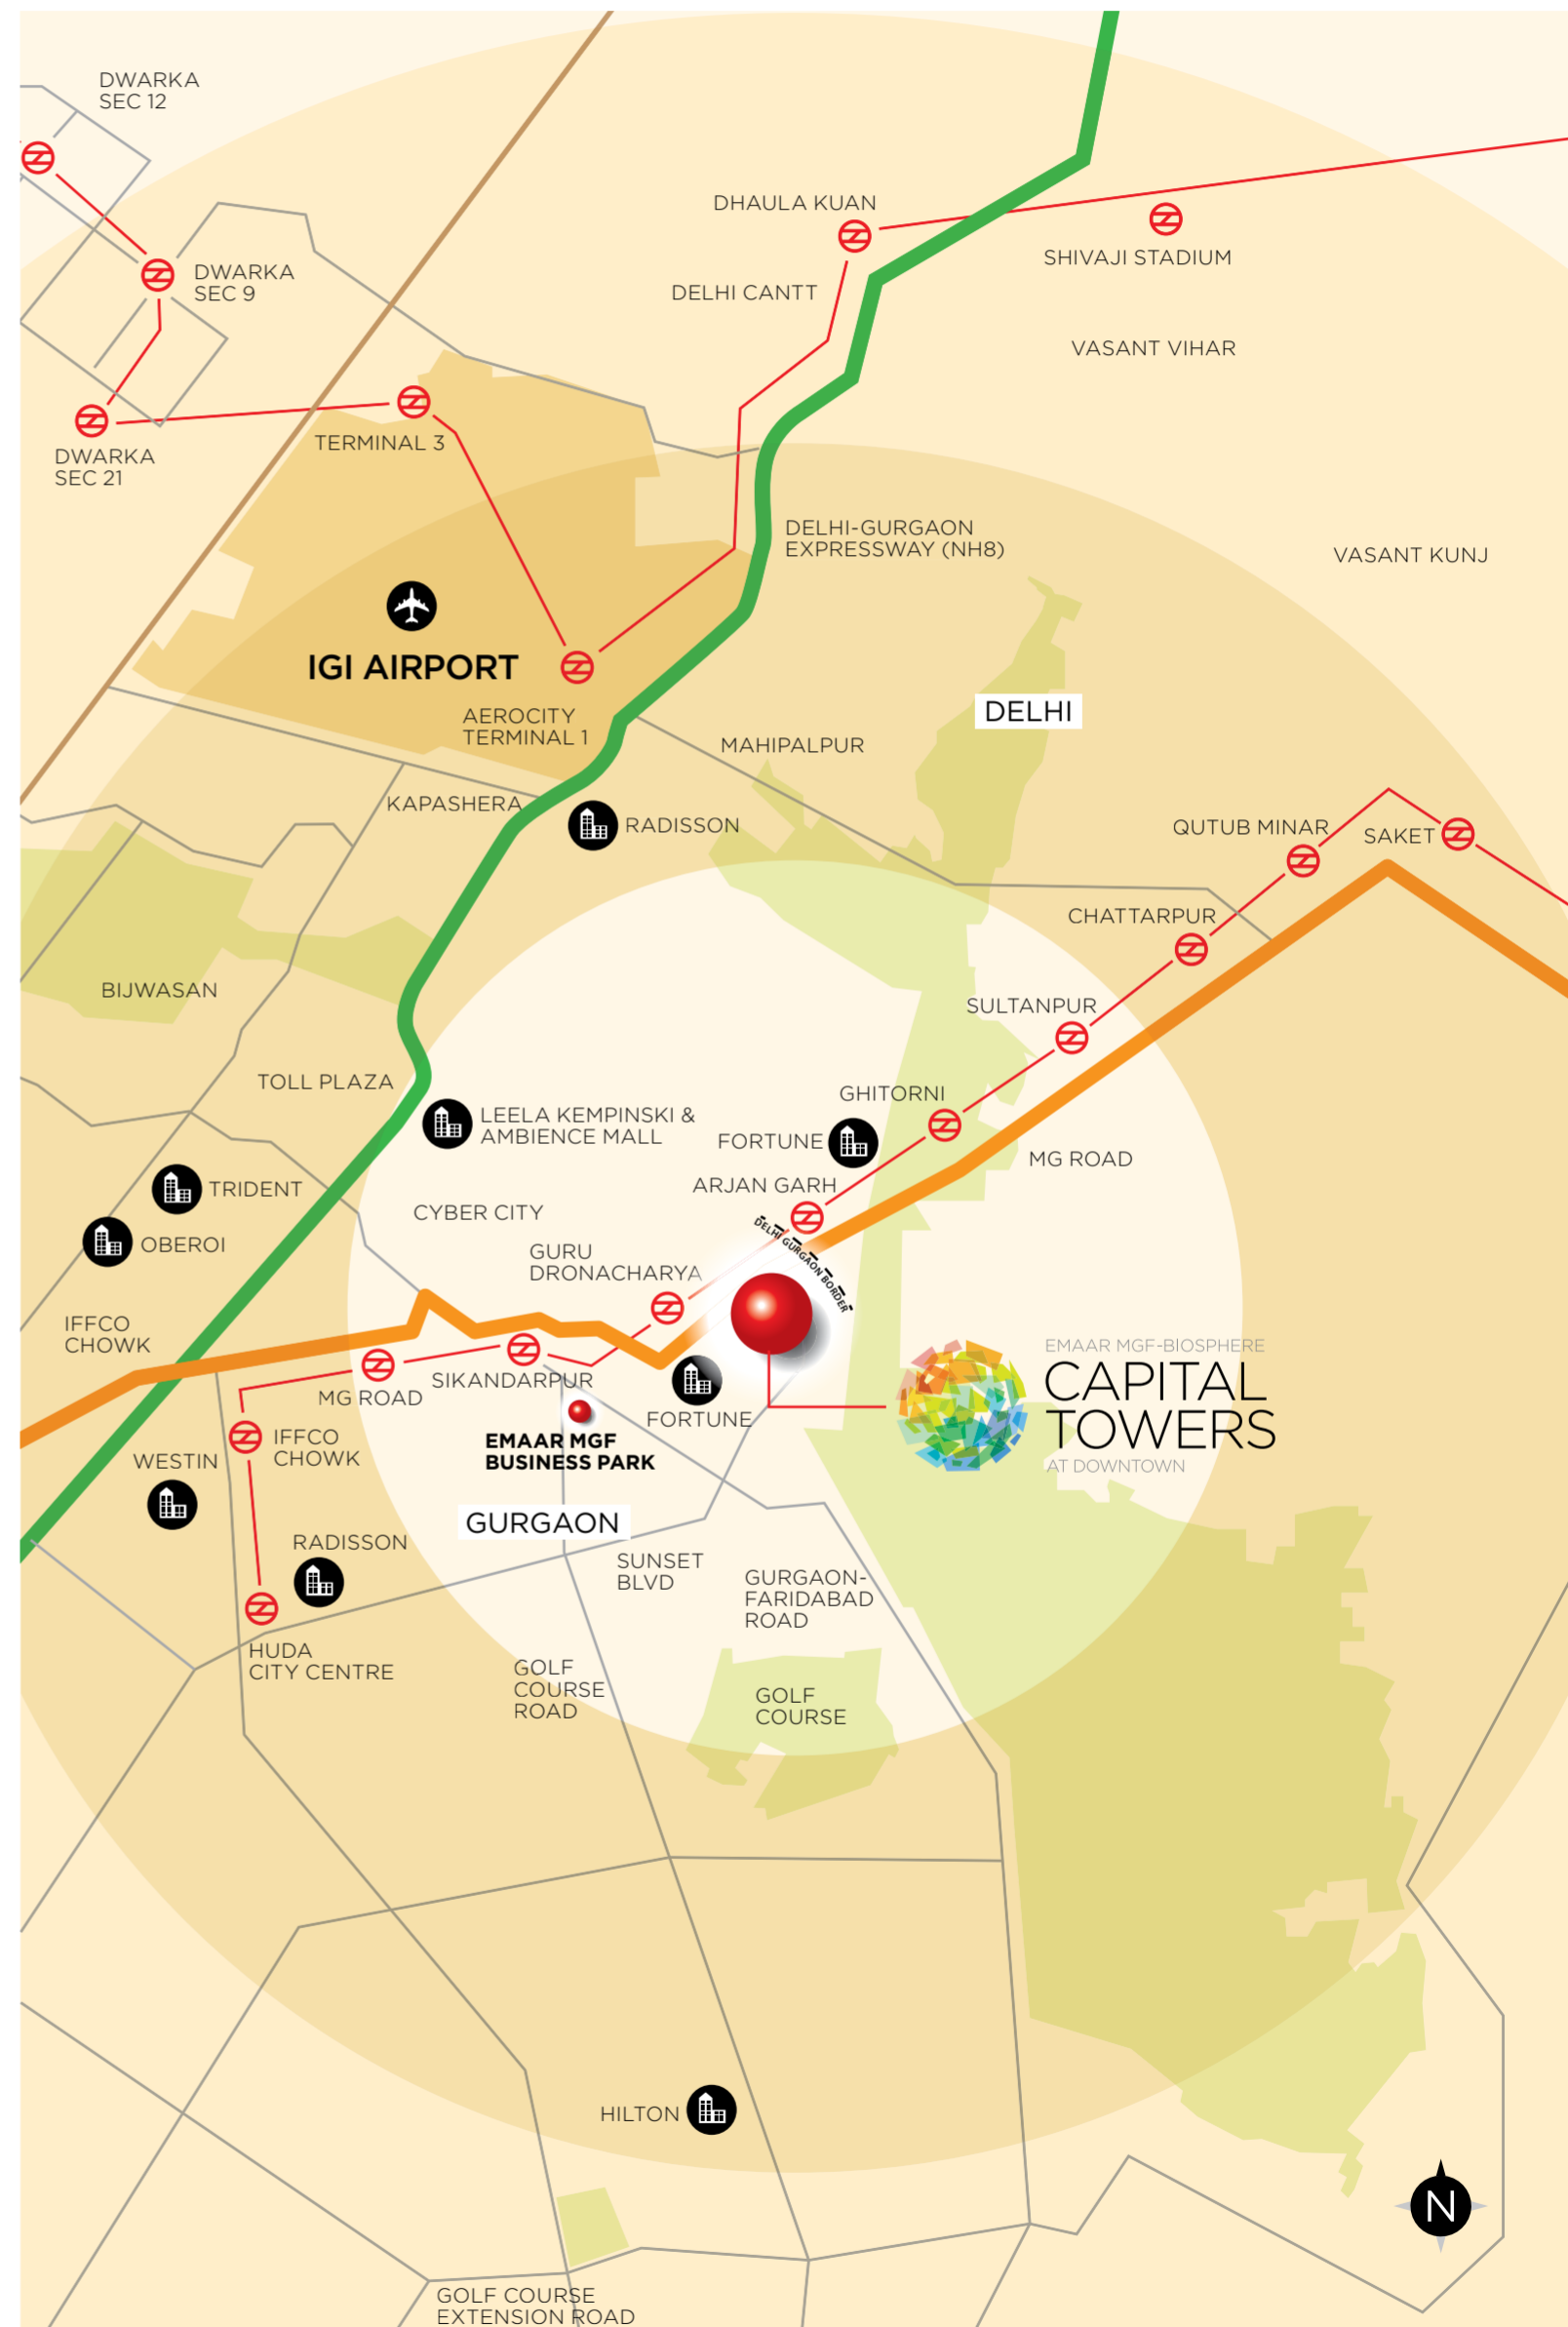 DWARKA
SEC 12
DHAULA KUAN
DWARKA
SEC 9
SHIVAJI STADIUM
DELHI CANTT
VASANT VIHAR
TERMINAL 3
DWARKA
SEC 21
DELHI-GURGAON
EXPRESSWAY (NH8)
VASANT KUNJ
IGI AIRPORT
AEROCITY
TERMINAL 1
DELHI
MAHIPALPUR
KAPASHERA
RADISSON
QUTUB MINAR
SAKET
CHATTARPUR
BIJWASAN
SULTANPUR
TOLL PLAZA
GHITORNI
LEELA KEMPINSKI &
AMBIENCE MALL
FORTUNE
MG ROAD
TRIDENT
ARJAN GARH
CYBER CITY
OBEROI
DELHI GURGAON BORDER
GURU
DRONACHARYA
IFFCO
CHOWK
EMAAR MGF-BIOSPHERE
CAPITAL
TOWERS
AT DOWNTOWN
MG ROAD
SIKANDARPUR
FORTUNE
EMAAR MGF
BUSINESS PARK
IFFCO
CHOWK
WESTIN
GURGAON
RADISSON
SUNSET
BLVD
GURGAON-
FARIDABAD
ROAD
HUDA
CITY CENTRE
GOLF
COURSE
ROAD
GOLF
COURSE
HILTON
N
GOLF COURSE
EXTENSION ROAD